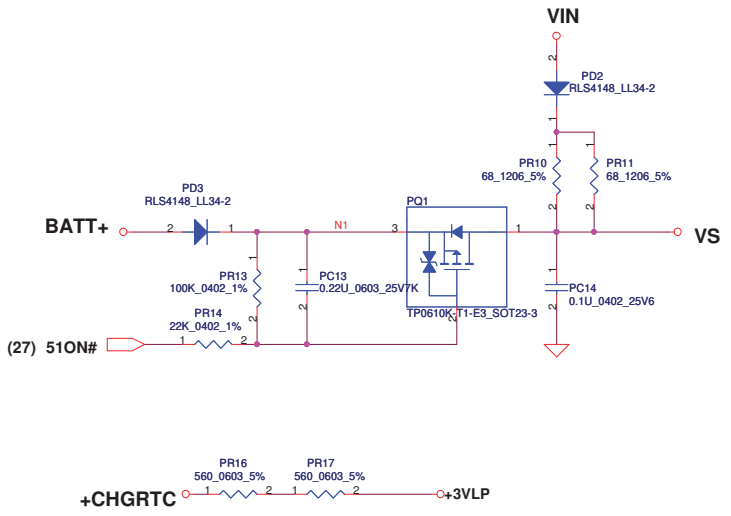 VIN
2
PD2
RLS4148_LL34-2
1
1 1
PR10 PR11
68_1206_5% 68_1206_5%
2 2
PD3
RLS4148_LL34-2
BATT+ 2 1 N1 3 PQ1 1 VS
PR13
100K_0402_1%
1
2
PC13
0.22U_0603_25V7K
1
2
TP0610K-T1-E3_SOT23-3
2
PC14
0.1U_0402_25V6
1
2
PR14
22K_0402_1%
(27) 51ON# 1 2
PR16 PR17
560_0603_5% 560_0603_5%
+CHGRTC 1 2 1 2 +3VLP